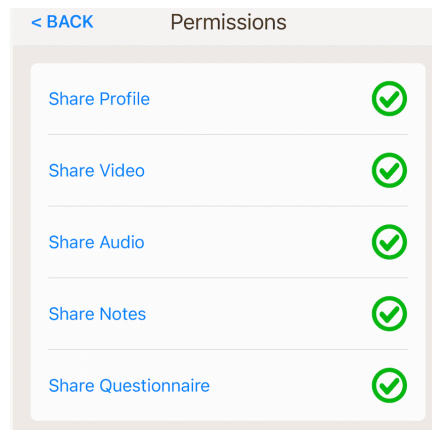 < BACK Permissions
Share Profile
Share Video
Share Audio
Share Notes
Share Questionnaire